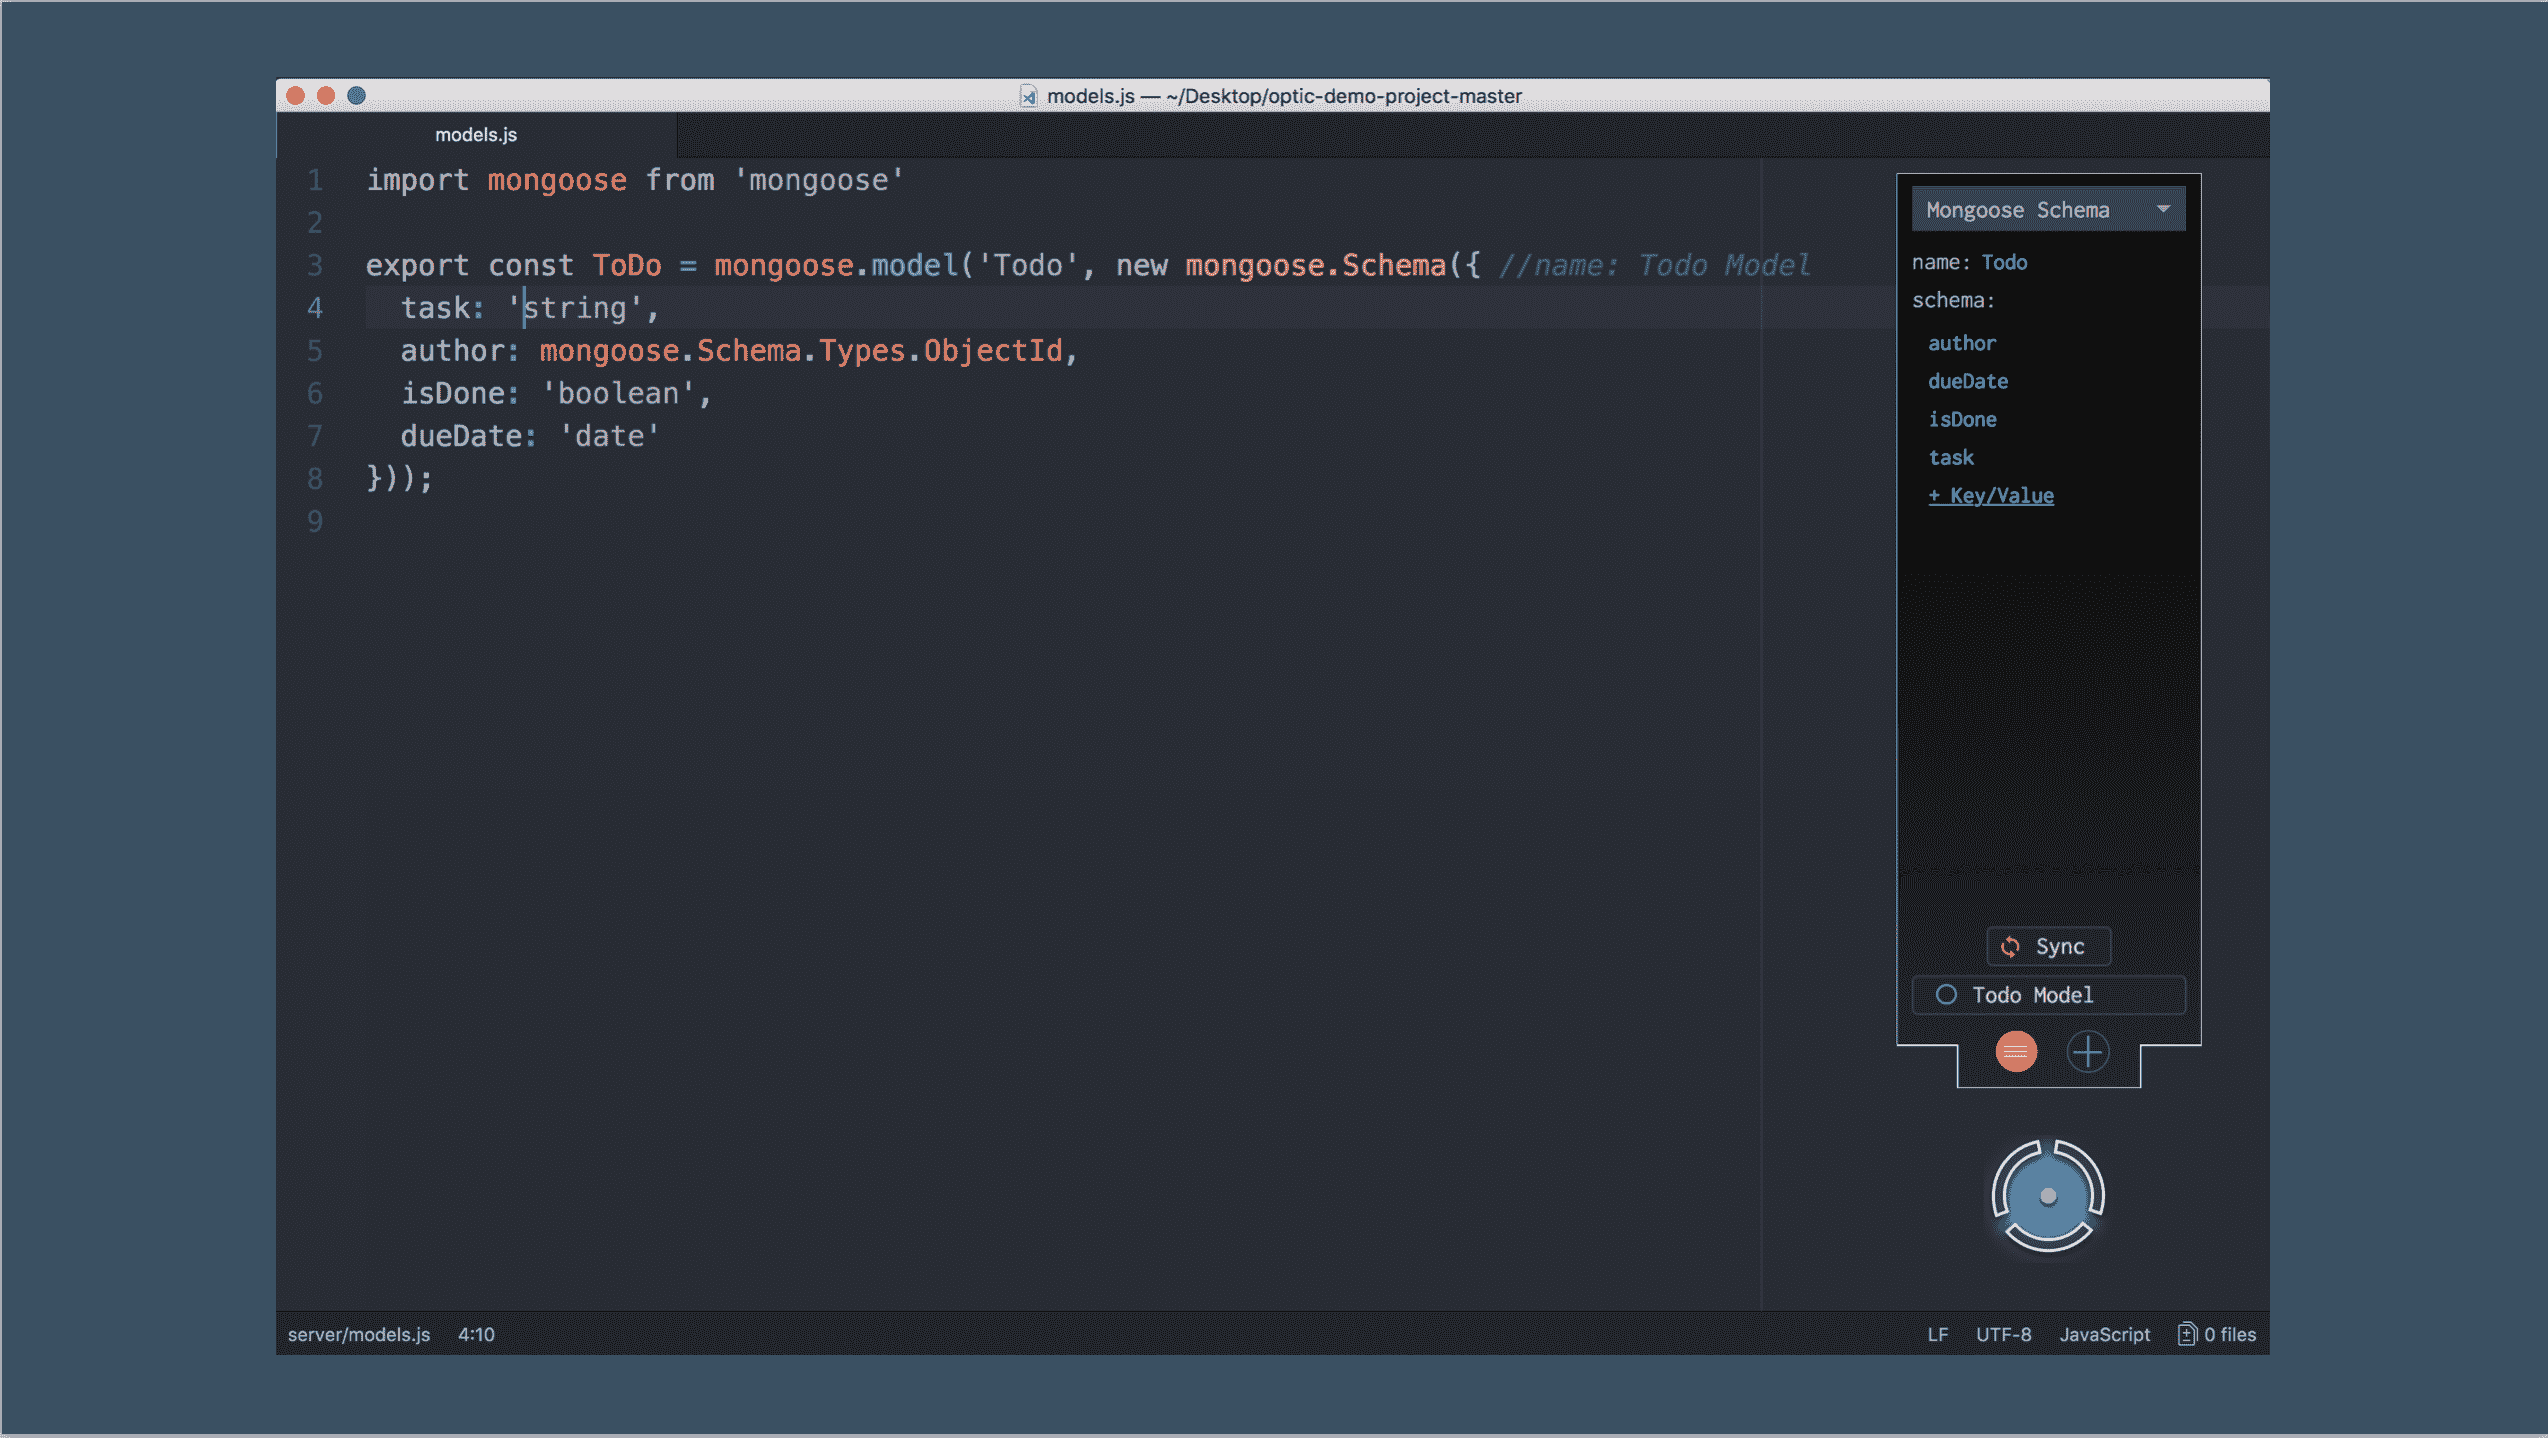 models.js — ~/Desktop/optic-demo-project-master
models.js
1 import mongoose from 'mongoose'
2
3 export const ToDo = mongoose.model('Todo', new mongoose.Schema({ //name: Todo Model
4   task: 'string',
5   author: mongoose.Schema.Types.ObjectId,
6   isDone: 'boolean',
7   dueDate: 'date'
8 }));
9
Mongoose Schema
name: Todo
schema:
author
dueDate
isDone
task
+ Key/Value
Sync
Todo Model
server/models.js 4:10 LF UTF-8 JavaScript 0 files